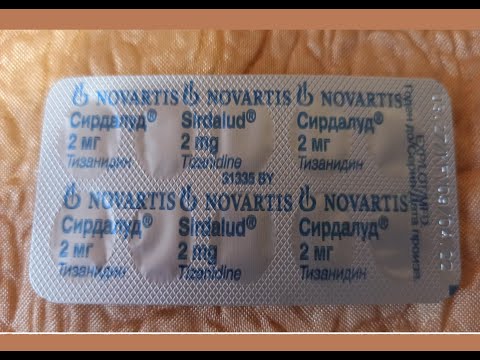 NOVARTIS NOVARTIS NOVARTIS
Сирдалуд® Sirdalud® Сирдалуд®
2 мг 2 mg 2 мг
Тизанидин Tizanidine Тизанидин
31335 BY
NOVARTIS NOVARTIS NOVARTIS
Сирдалуд® Sirdalud® Сирдалуд®
2 мг 2 mg 2 мг
Тизанидин Tizanidine Тизанидин